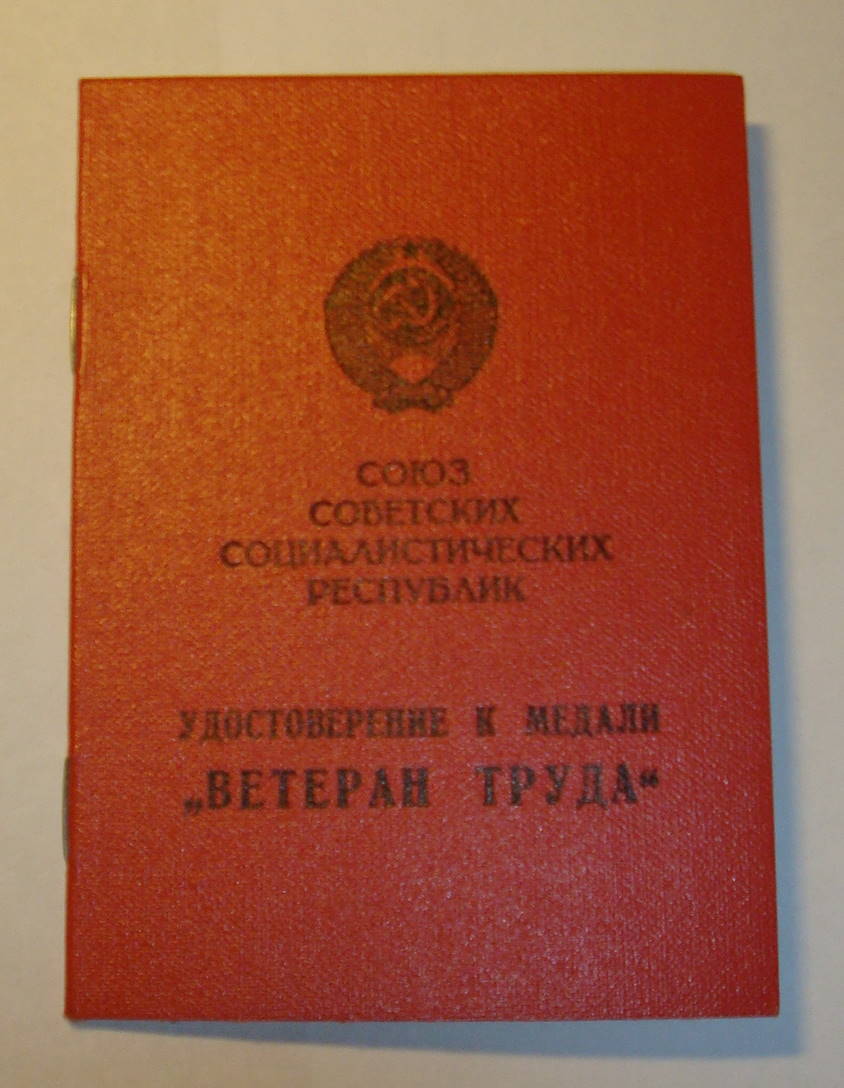 СОЮЗ
СОВЕТСКИХ
СОЦИАЛИСТИЧЕСКИХ
РЕСПУБЛИК
УДОСТОВЕРЕНИЕ К МЕДАЛИ
„ВЕТЕРАН ТРУДА“